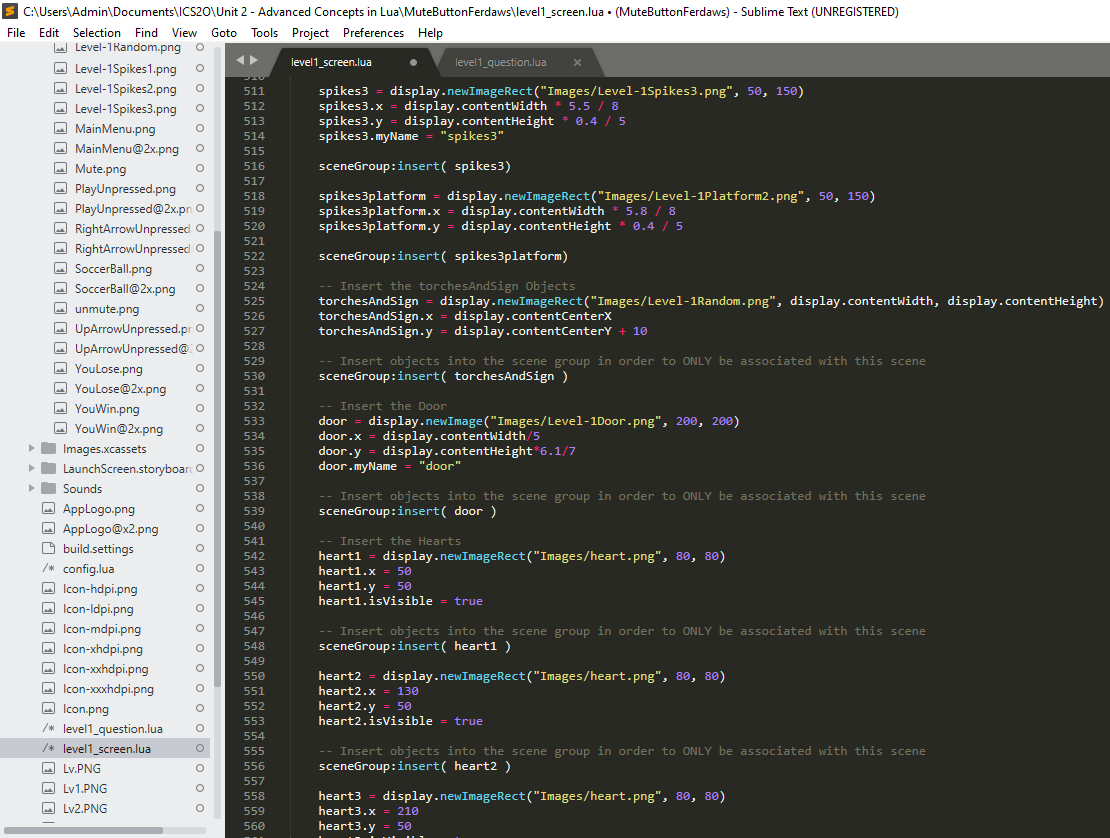 C:\Users\Admin\Documents\ICS2O\Unit 2 - Advanced Concepts in Lua\MuteButtonFerdaws\level1_screen.lua • (MuteButtonFerdaws) - Sublime Text (UNREGISTERED)
File Edit Selection Find View Goto Tools Project Preferences Help
Level-1Random.png
Level-1Spikes1.png
Level-1Spikes2.png
Level-1Spikes3.png
MainMenu.png
MainMenu@2x.png
Mute.png
PlayUnpressed.png
PlayUnpressed@2x.pn
RightArrowUnpressed.
RightArrowUnpressed
SoccerBall.png
SoccerBall@2x.png
unmute.png
UpArrowUnpressed.pr
UpArrowUnpressed@
YouLose.png
YouLose@2x.png
YouWin.png
YouWin@2x.png
Images.xcassets
LaunchScreen.storyboard
Sounds
AppLogo.png
AppLogo@x2.png
build.settings
/* config.lua
Icon-hdpi.png
Icon-ldpi.png
Icon-mdpi.png
Icon-xhdpi.png
Icon-xxhdpi.png
Icon-xxxhdpi.png
Icon.png
/* level1_question.lua
/* level1_screen.lua
Lv.PNG
Lv1.PNG
Lv2.PNG
level1_screen.lua level1_question.lua
510
511 spikes3 = display.newImageRect("Images/Level-1Spikes3.png", 50, 150)
512 spikes3.x = display.contentWidth * 5.5 / 8
513 spikes3.y = display.contentHeight * 0.4 / 5
514 spikes3.myName = "spikes3"
515
516 sceneGroup:insert( spikes3)
517
518 spikes3platform = display.newImageRect("Images/Level-1Platform2.png", 50, 150)
519 spikes3platform.x = display.contentWidth * 5.8 / 8
520 spikes3platform.y = display.contentHeight * 0.4 / 5
521
522 sceneGroup:insert( spikes3platform)
523
524 -- Insert the torchesAndSign Objects
525 torchesAndSign = display.newImageRect("Images/Level-1Random.png", display.contentWidth, display.contentHeight)
526 torchesAndSign.x = display.contentCenterX
527 torchesAndSign.y = display.contentCenterY + 10
528
529 -- Insert objects into the scene group in order to ONLY be associated with this scene
530 sceneGroup:insert( torchesAndSign )
531
532 -- Insert the Door
533 door = display.newImage("Images/Level-1Door.png", 200, 200)
534 door.x = display.contentWidth/5
535 door.y = display.contentHeight*6.1/7
536 door.myName = "door"
537
538 -- Insert objects into the scene group in order to ONLY be associated with this scene
539 sceneGroup:insert( door )
540
541 -- Insert the Hearts
542 heart1 = display.newImageRect("Images/heart.png", 80, 80)
543 heart1.x = 50
544 heart1.y = 50
545 heart1.isVisible = true
546
547 -- Insert objects into the scene group in order to ONLY be associated with this scene
548 sceneGroup:insert( heart1 )
549
550 heart2 = display.newImageRect("Images/heart.png", 80, 80)
551 heart2.x = 130
552 heart2.y = 50
553 heart2.isVisible = true
554
555 -- Insert objects into the scene group in order to ONLY be associated with this scene
556 sceneGroup:insert( heart2 )
557
558 heart3 = display.newImageRect("Images/heart.png", 80, 80)
559 heart3.x = 210
560 heart3.y = 50